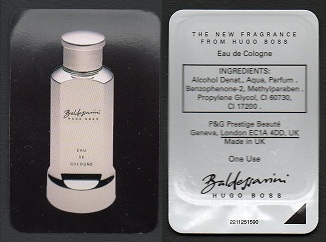 Baldessarini
HUGO BOSS
EAU
DE
COLOGNE
THE NEW FRAGRANCE
FROM HUGO BOSS
Eau de Cologne
INGREDIENTS:
Alcohol Denat., Aqua, Perfum .
Benzophenone-2, Methylparaben .
Propylene Glycol, CI 60730,
CI 17200 .
P&G Prestige Beauté
Geneva, London EC1A 4DD, UK
Made in UK
One Use
Baldessarini
HUGO BOSS
2211251590